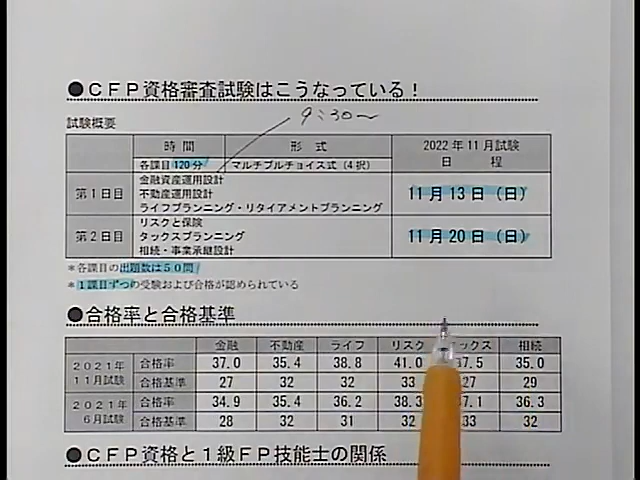 ●ＣＦＰ資格審査試験はこうなっている！
9:30〜
試験概要
時間 形式 2022年11月試験 日程
各課目120分 マルチプルチョイス式（4択）
第１日目 金融資産運用設計 11月13日（日）
不動産運用設計
ライフプランニング・リタイアメントプランニング
第２日目 リスクと保険 11月20日（日）
タックスプランニング
相続・事業承継設計
＊各課目の出題数は５０問
＊１課目ずつの受験および合格が認められている
●合格率と合格基準
金融 不動産 ライフ リスク ックス 相続
２０２１年１１月試験 合格率 37.0 35.4 38.8 41.0 7.5 35.0
合格基準 27 32 32 33 27 29
２０２１年６月試験 合格率 34.9 35.4 36.2 38.3 7.1 36.3
合格基準 28 32 31 32 33 32
●ＣＦＰ資格と１級ＦＰ技能士の関係